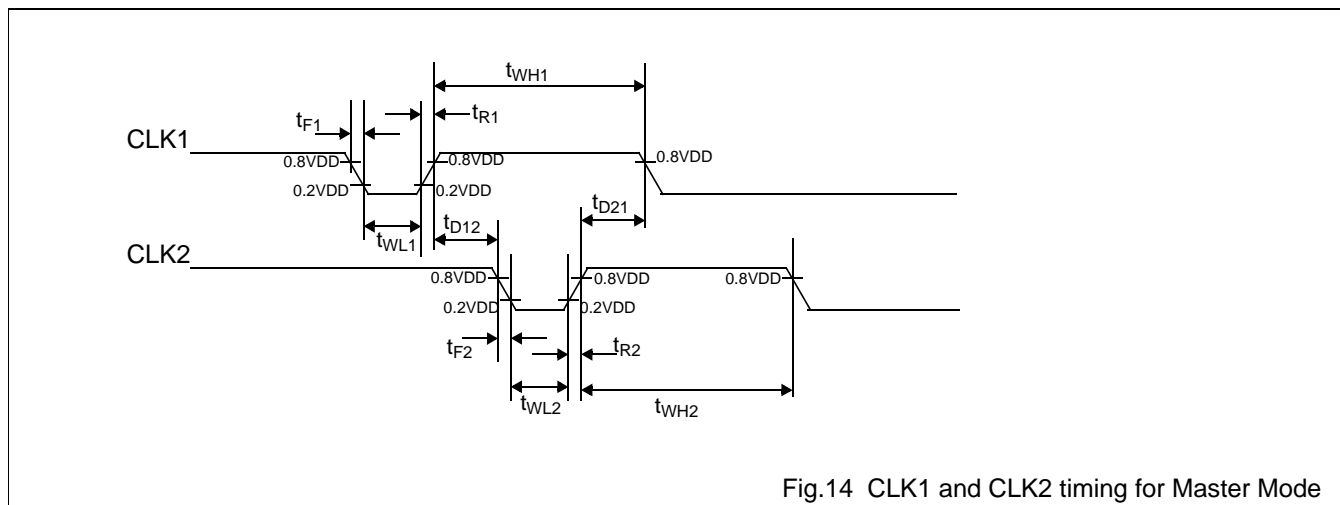 tWH1
tF1
tR1
CLK1
0.8VDD
0.8VDD
0.8VDD
0.2VDD
0.2VDD
tD21
tD12
tWL1
CLK2
0.8VDD
0.8VDD
0.8VDD
0.2VDD
0.2VDD
tF2
tR2
tWL2
tWH2
Fig.14 CLK1 and CLK2 timing for Master Mode